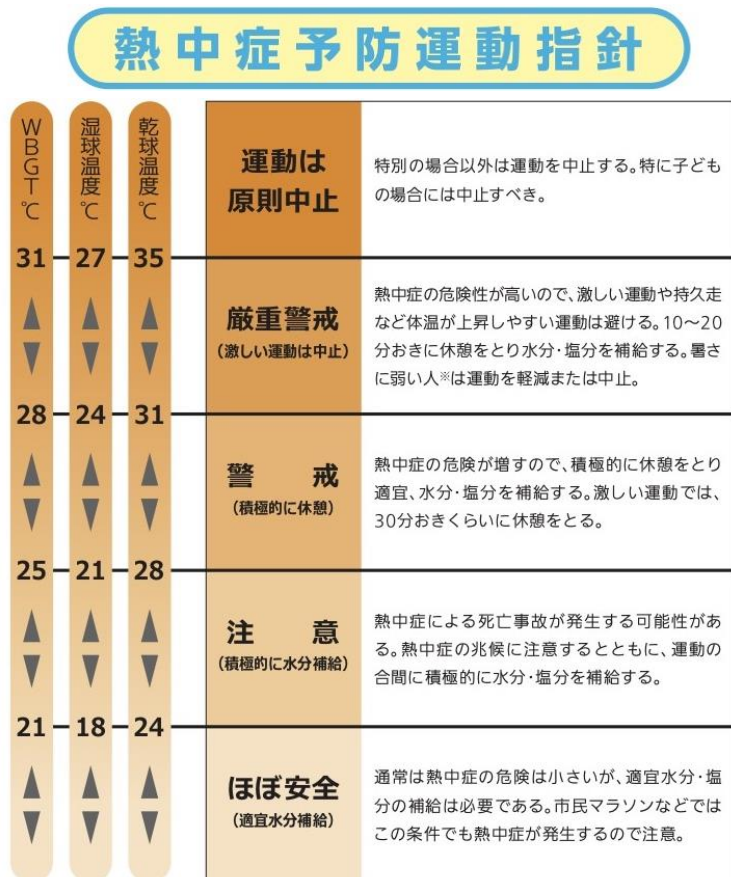 熱中症予防運動指針
WBGT℃
湿球温度℃
乾球温度℃
運動は
原則中止
特別の場合以外は運動を中止する。特に子ども
の場合には中止すべき。
31 27 35
厳重警戒
(激しい運動は中止)
熱中症の危険性が高いので、激しい運動や持久走
など体温が上昇しやすい運動は避ける。10～20
分おきに休憩をとり水分・塩分を補給する。暑さ
に弱い人※は運動を軽減または中止。
28 24 31
警 戒
(積極的に休憩)
熱中症の危険が増すので、積極的に休憩をとり
適宜、水分・塩分を補給する。激しい運動では、
30分おきくらいに休憩をとる。
25 21 28
注 意
(積極的に水分補給)
熱中症による死亡事故が発生する可能性があ
る。熱中症の兆候に注意するとともに、運動の
合間に積極的に水分・塩分を補給する。
21 18 24
ほぼ安全
(適宜水分補給)
通常は熱中症の危険は小さいが、適宜水分・塩
分の補給は必要である。市民マラソンなどでは
この条件でも熱中症が発生するので注意。